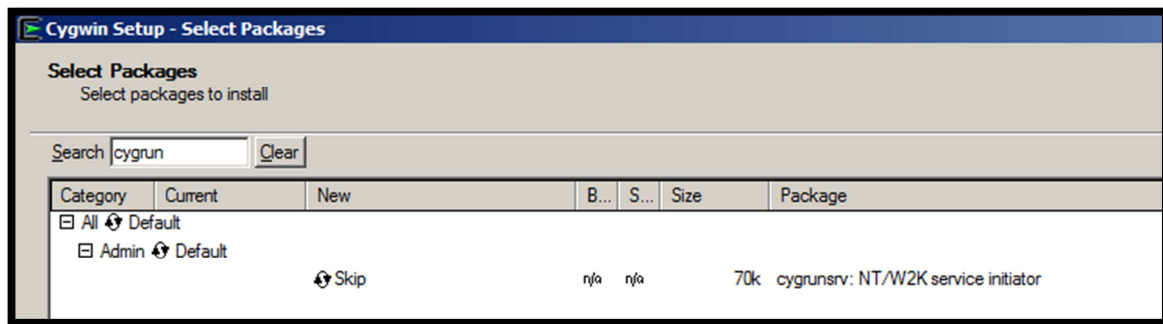 Cygwin Setup - Select Packages
Select Packages
Select packages to install
Search cygrun Clear
Category Current New B... S... Size Package
All Default
Admin Default
Skip n/a n/a 70k cygrunsrv: NT/W2K service initiator